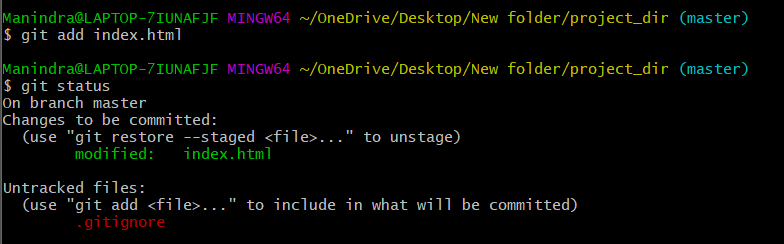 Manindra@LAPTOP-7IUNAFJF MINGW64 ~/OneDrive/Desktop/New folder/project_dir (master)
$ git add index.html
Manindra@LAPTOP-7IUNAFJF MINGW64 ~/OneDrive/Desktop/New folder/project_dir (master)
$ git status
On branch master
Changes to be committed:
  (use "git restore --staged <file>..." to unstage)
        modified:   index.html
Untracked files:
  (use "git add <file>..." to include in what will be committed)
        .gitignore